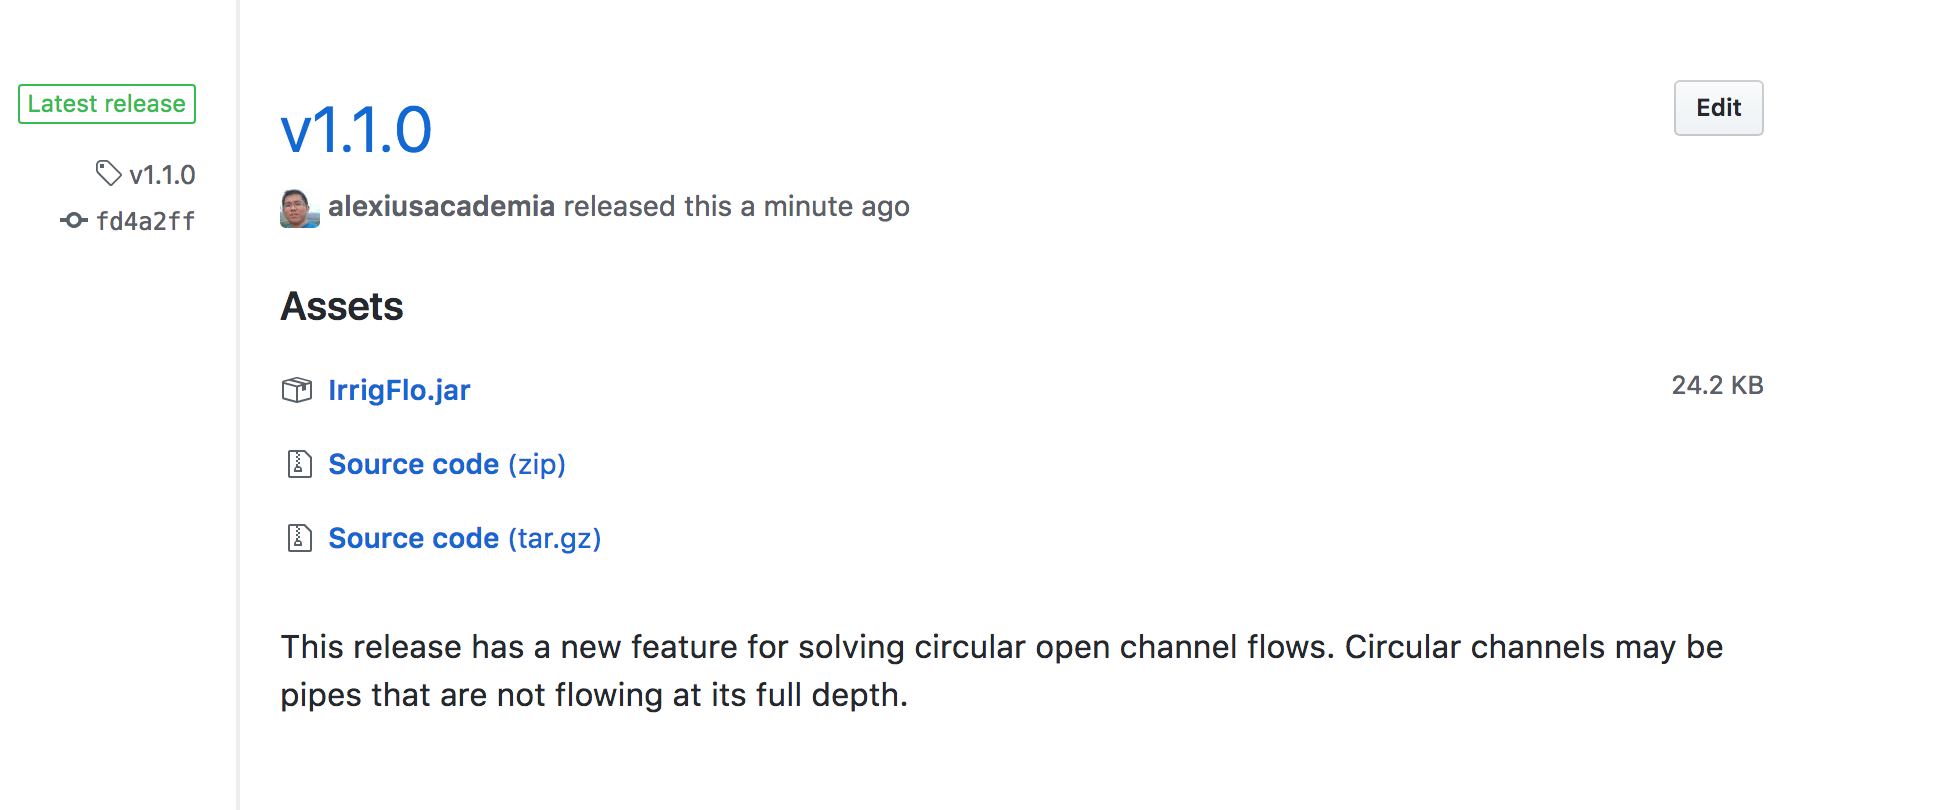 Latest release
v1.1.0
fd4a2ff
v1.1.0
Edit
alexiusacademia released this a minute ago
Assets
IrrigFlo.jar
24.2 KB
Source code (zip)
Source code (tar.gz)
This release has a new feature for solving circular open channel flows. Circular channels may be
pipes that are not flowing at its full depth.